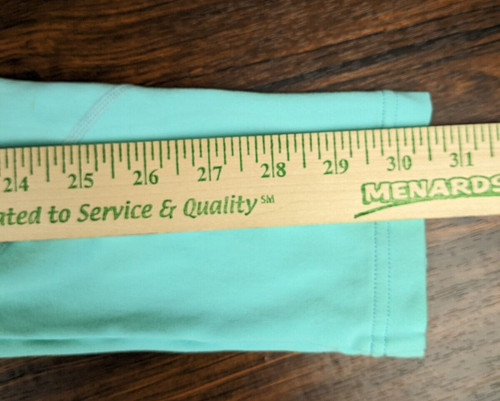 24 25 26 27 28 29 30 31
ated to Service & Quality℠ MENARDS